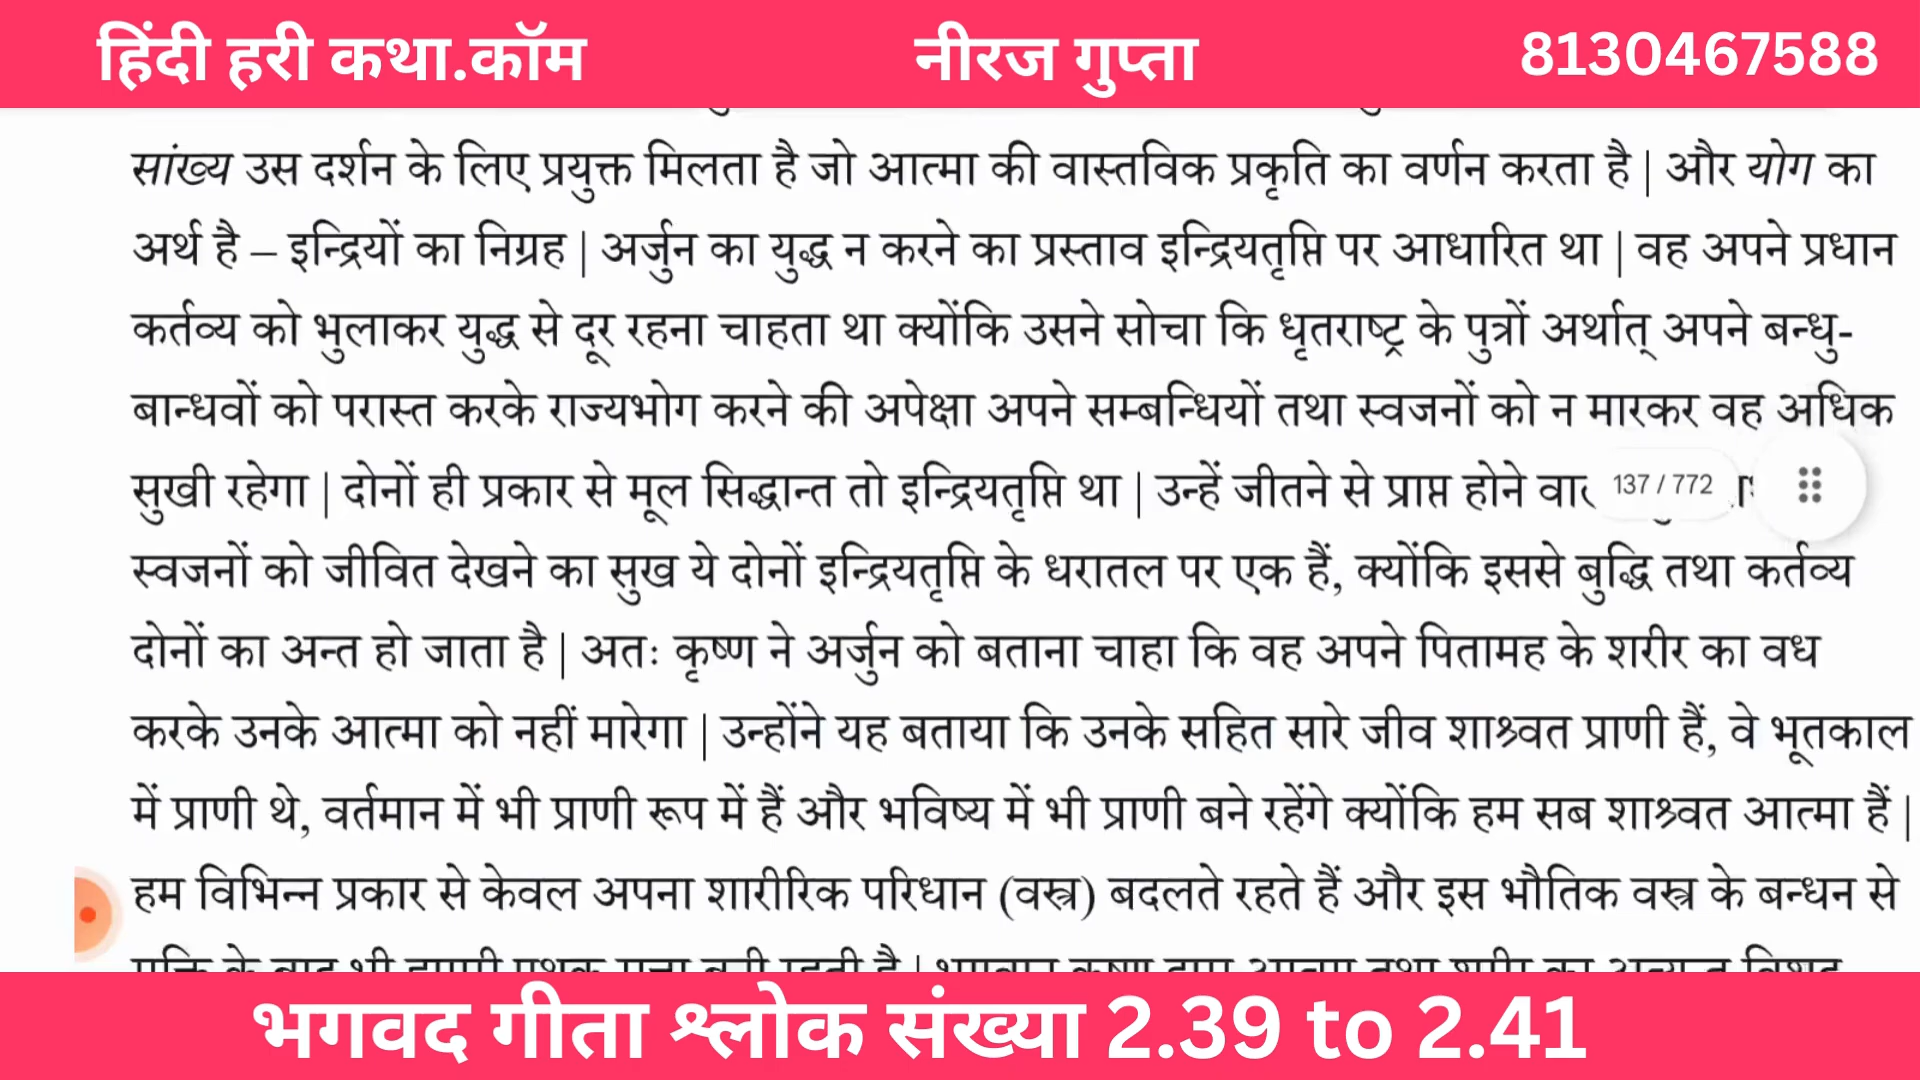 हिंदी हरी कथा.कॉम
नीरज गुप्ता
8130467588
सांख्य उस दर्शन के लिए प्रयुक्त मिलता है जो आत्मा की वास्तविक प्रकृति का वर्णन करता है | और योग का
अर्थ है – इन्द्रियों का निग्रह | अर्जुन का युद्ध न करने का प्रस्ताव इन्द्रियतृप्ति पर आधारित था | वह अपने प्रधान
कर्तव्य को भुलाकर युद्ध से दूर रहना चाहता था क्योंकि उसने सोचा कि धृतराष्ट्र के पुत्रों अर्थात् अपने बन्धु-
बान्धवों को परास्त करके राज्यभोग करने की अपेक्षा अपने सम्बन्धियों तथा स्वजनों को न मारकर वह अधिक
सुखी रहेगा | दोनों ही प्रकार से मूल सिद्धान्त तो इन्द्रियतृप्ति था | उन्हें जीतने से प्राप्त होने
137 / 772
स्वजनों को जीवित देखने का सुख ये दोनों इन्द्रियतृप्ति के धरातल पर एक हैं, क्योंकि इससे बुद्धि तथा कर्तव्य
दोनों का अन्त हो जाता है | अतः कृष्ण ने अर्जुन को बताना चाहा कि वह अपने पितामह के शरीर का वध
करके उनके आत्मा को नहीं मारेगा | उन्होंने यह बताया कि उनके सहित सारे जीव शाश्र्वत प्राणी हैं, वे भूतकाल
में प्राणी थे, वर्तमान में भी प्राणी रूप में हैं और भविष्य में भी प्राणी बने रहेंगे क्योंकि हम सब शाश्र्वत आत्मा हैं |
हम विभिन्न प्रकार से केवल अपना शारीरिक परिधान (वस्त्र) बदलते रहते हैं और इस भौतिक वस्त्र के बन्धन से
भगवद गीता श्लोक संख्या 2.39 to 2.41